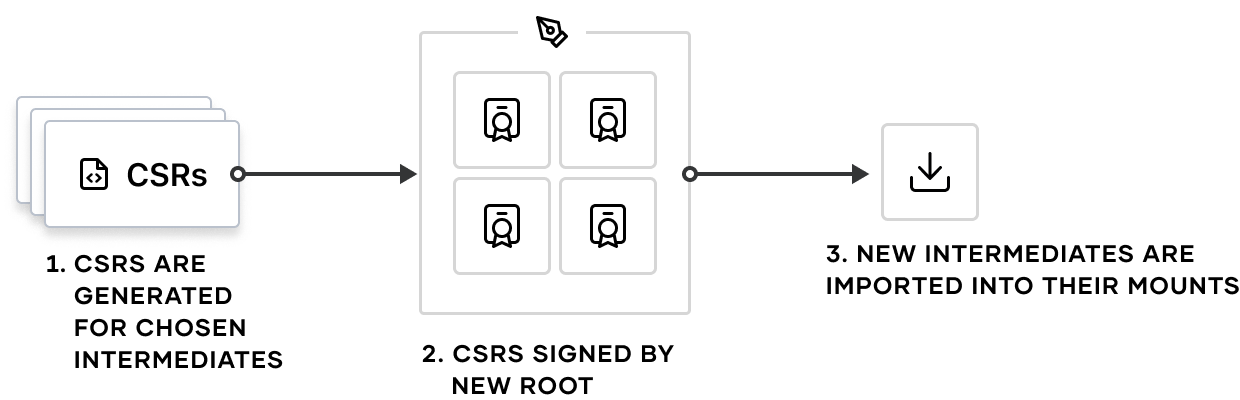 CSRs
1. CSRS ARE
GENERATED
FOR CHOSEN
INTERMEDIATES
2. CSRS SIGNED BY
NEW ROOT
3. NEW INTERMEDIATES ARE
IMPORTED INTO THEIR MOUNTS